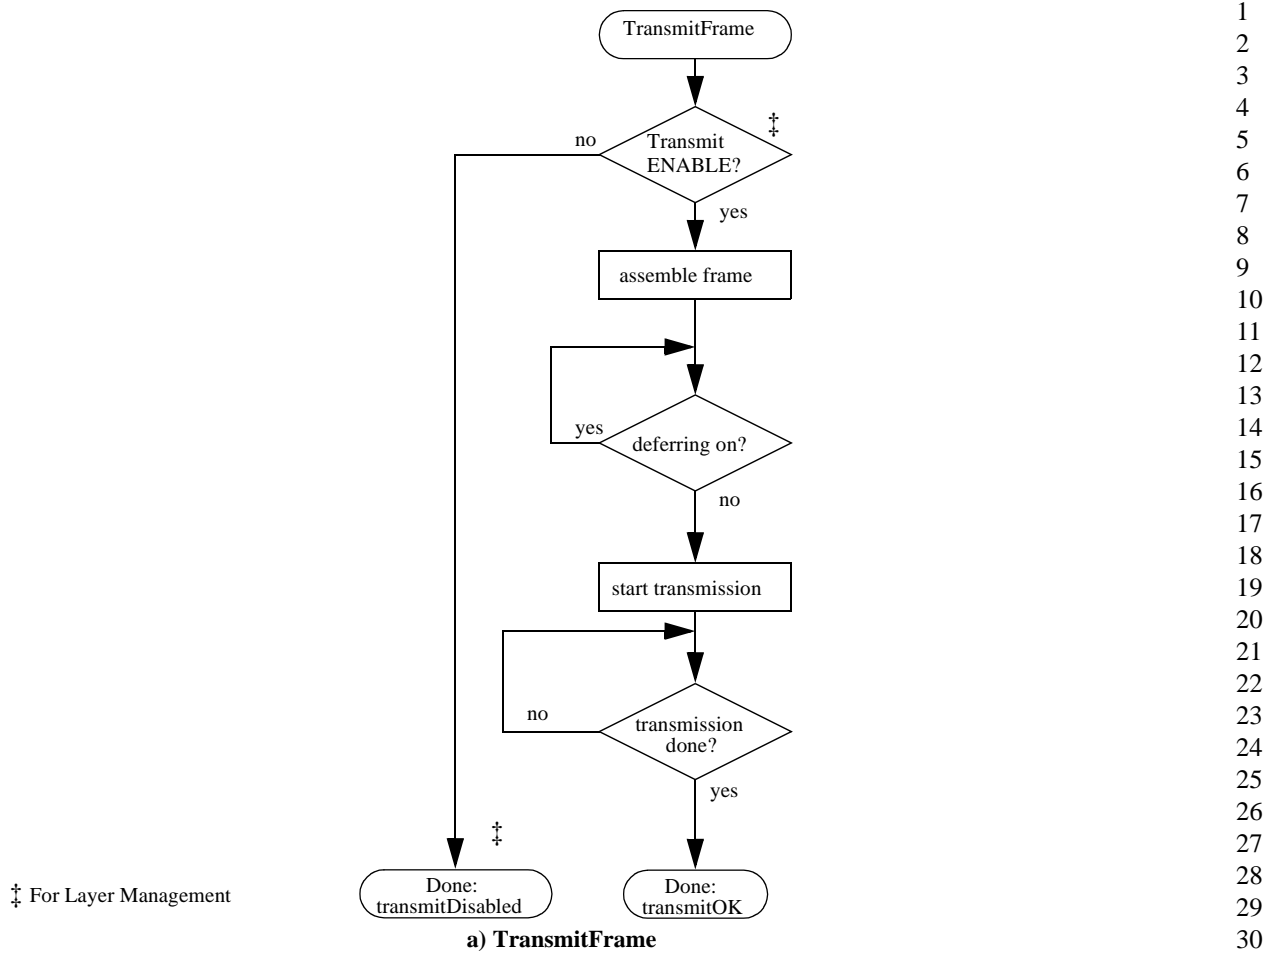 TransmitFrame
‡
no
Transmit
ENABLE?
yes
assemble frame
yes
deferring on?
no
start transmission
no
transmission
done?
yes
‡
‡ For Layer Management
Done:
transmitDisabled
Done:
transmitOK
a) TransmitFrame
1
2
3
4
5
6
7
8
9
10
11
12
13
14
15
16
17
18
19
20
21
22
23
24
25
26
27
28
29
30